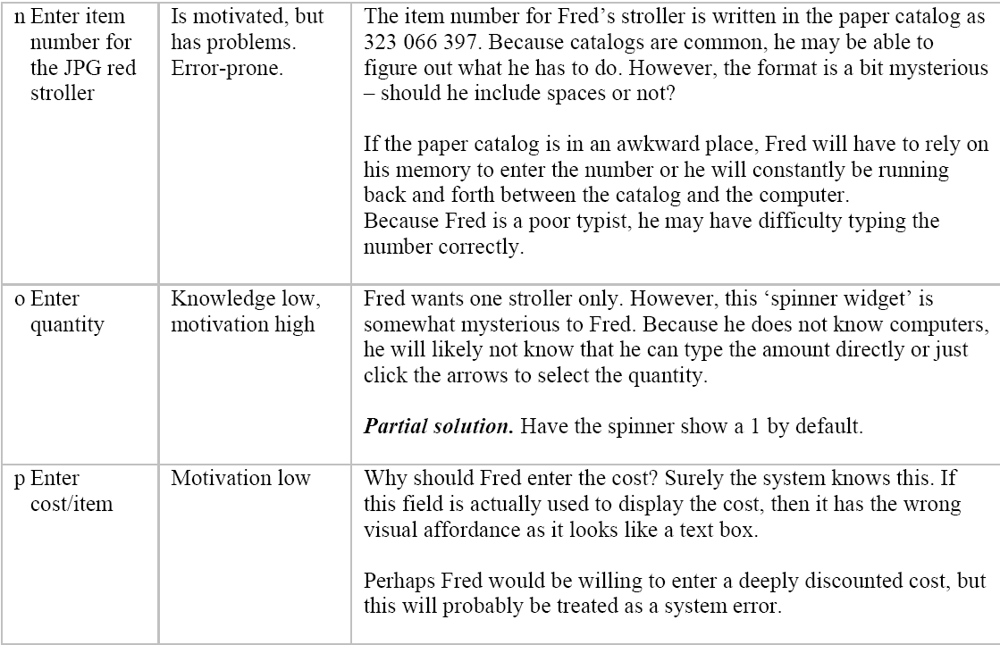 n Enter item
number for
the JPG red
stroller
Is motivated, but
has problems.
Error-prone.
The item number for Fred’s stroller is written in the paper catalog as
323 066 397. Because catalogs are common, he may be able to
figure out what he has to do. However, the format is a bit mysterious
– should he include spaces or not?
If the paper catalog is in an awkward place, Fred will have to rely on
his memory to enter the number or he will constantly be running
back and forth between the catalog and the computer.
Because Fred is a poor typist, he may have difficulty typing the
number correctly.
o Enter
quantity
Knowledge low,
motivation high
Fred wants one stroller only. However, this ‘spinner widget’ is
somewhat mysterious to Fred. Because he does not know computers,
he will likely not know that he can type the amount directly or just
click the arrows to select the quantity.
Partial solution. Have the spinner show a 1 by default.
p Enter
cost/item
Motivation low
Why should Fred enter the cost? Surely the system knows this. If
this field is actually used to display the cost, then it has the wrong
visual affordance as it looks like a text box.
Perhaps Fred would be willing to enter a deeply discounted cost, but
this will probably be treated as a system error.